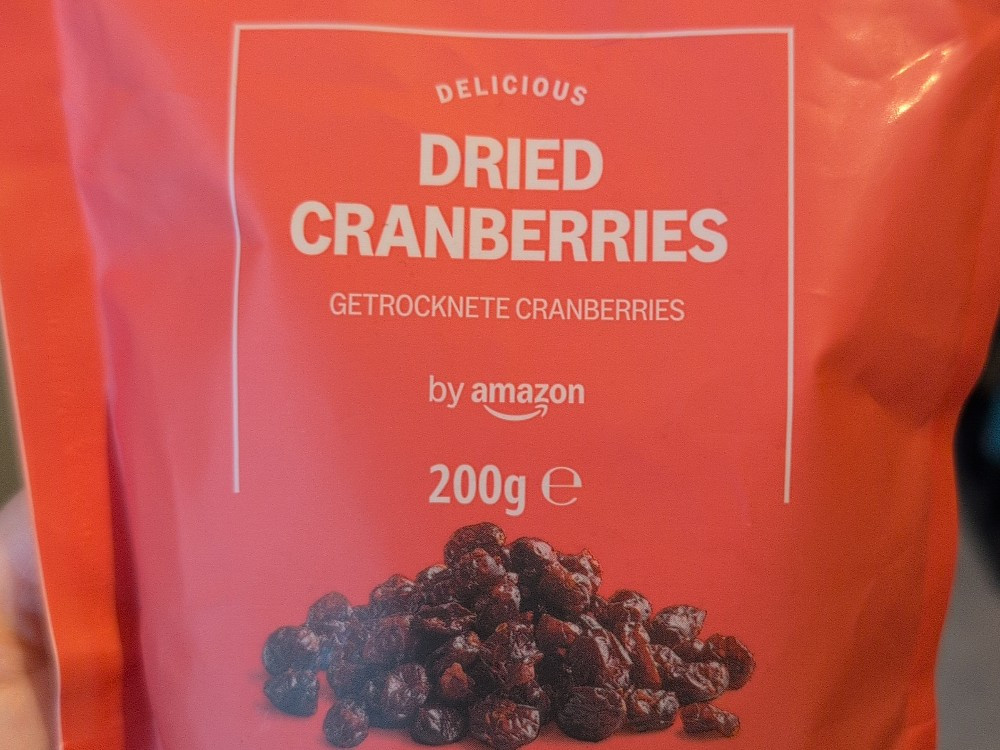 DELICIOUS
DRIED
CRANBERRIES
GETROCKNETE CRANBERRIES
by amazon
200g ℮